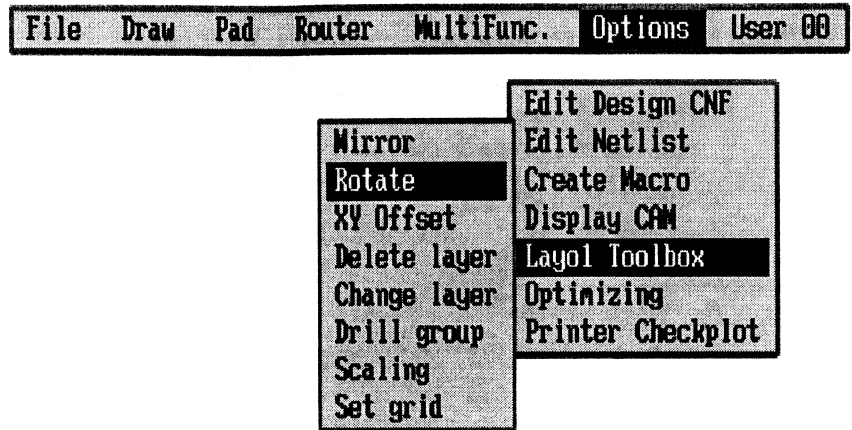 File Draw Pad Router MultiFunc. Options User 00
Edit Design CNF
Edit Netlist
Create Macro
Display CAM
Layol Toolbox
Optimizing
Printer Checkplot
Mirror
Rotate
XY Offset
Delete layer
Change layer
Drill group
Scaling
Set grid